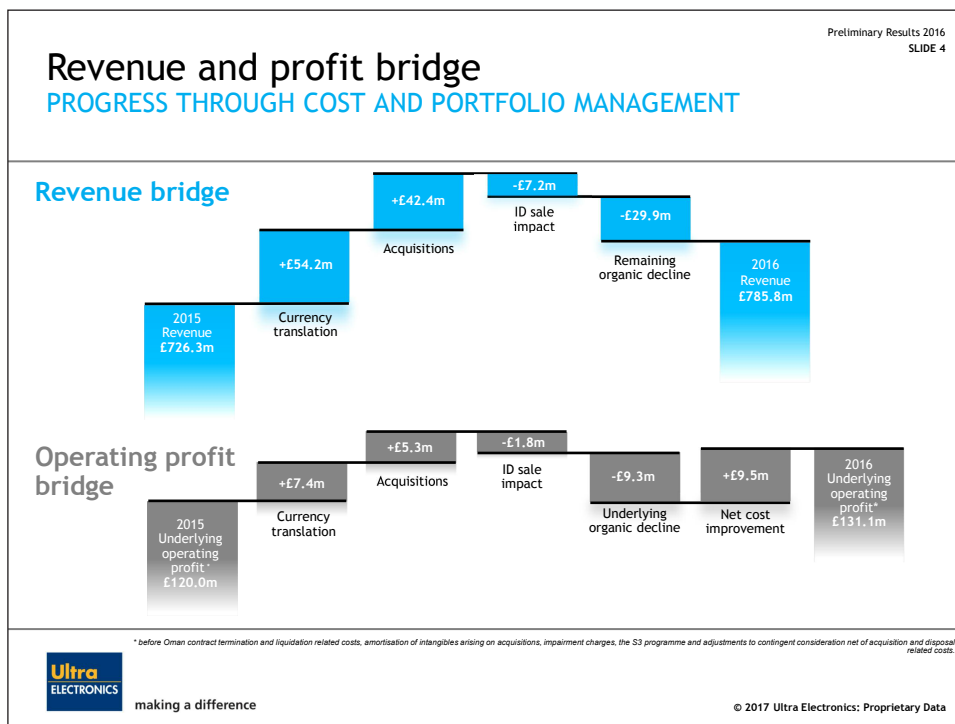 Preliminary Results 2016
SLIDE 4
Revenue and profit bridge
PROGRESS THROUGH COST AND PORTFOLIO MANAGEMENT
Revenue bridge
2015
Revenue
£726.3m
+£54.2m
Currency
translation
+£42.4m
Acquisitions
-£7.2m
ID sale
impact
-£29.9m
Remaining
organic decline
2016
Revenue
£785.8m
Operating profit
bridge
2015
Underlying
operating
profit *
£120.0m
+£7.4m
Currency
translation
+£5.3m
Acquisitions
-£1.8m
ID sale
impact
-£9.3m
Underlying
organic decline
+£9.5m
Net cost
improvement
2016
Underlying
operating
profit*
£131.1m
* before Oman contract termination and liquidation related costs, amortisation of intangibles arising on acquisitions, impairment charges, the S3 programme and adjustments to contingent consideration net of acquisition and disposal
related costs.
Ultra
ELECTRONICS
making a difference
© 2017 Ultra Electronics: Proprietary Data